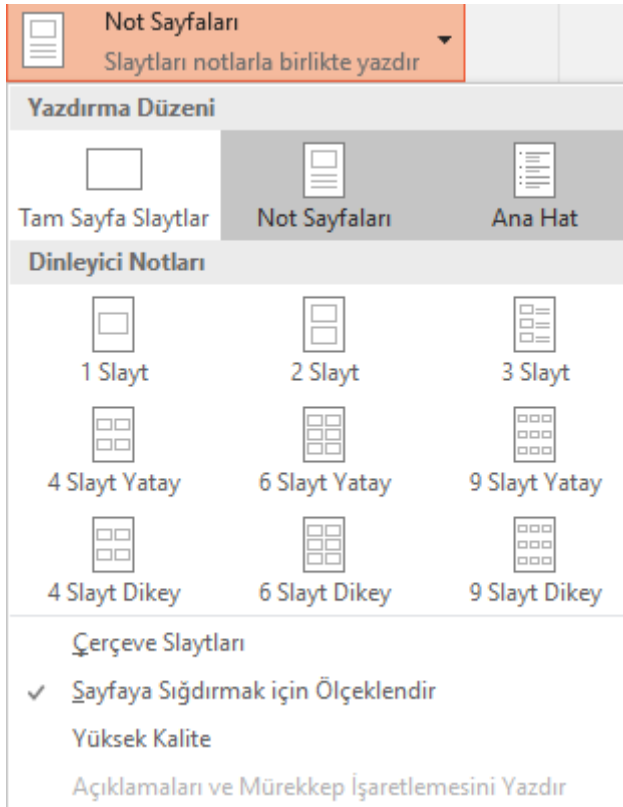 Not Sayfaları
Slaytları notlarla birlikte yazdır
Yazdırma Düzeni
Tam Sayfa Slaytlar Not Sayfaları Ana Hat
Dinleyici Notları
1 Slayt 2 Slayt 3 Slayt
4 Slayt Yatay 6 Slayt Yatay 9 Slayt Yatay
4 Slayt Dikey 6 Slayt Dikey 9 Slayt Dikey
Çerçeve Slaytları
Sayfaya Sığdırmak için Ölçeklendir
Yüksek Kalite
Açıklamaları ve Mürekkep İşaretlemesini Yazdır